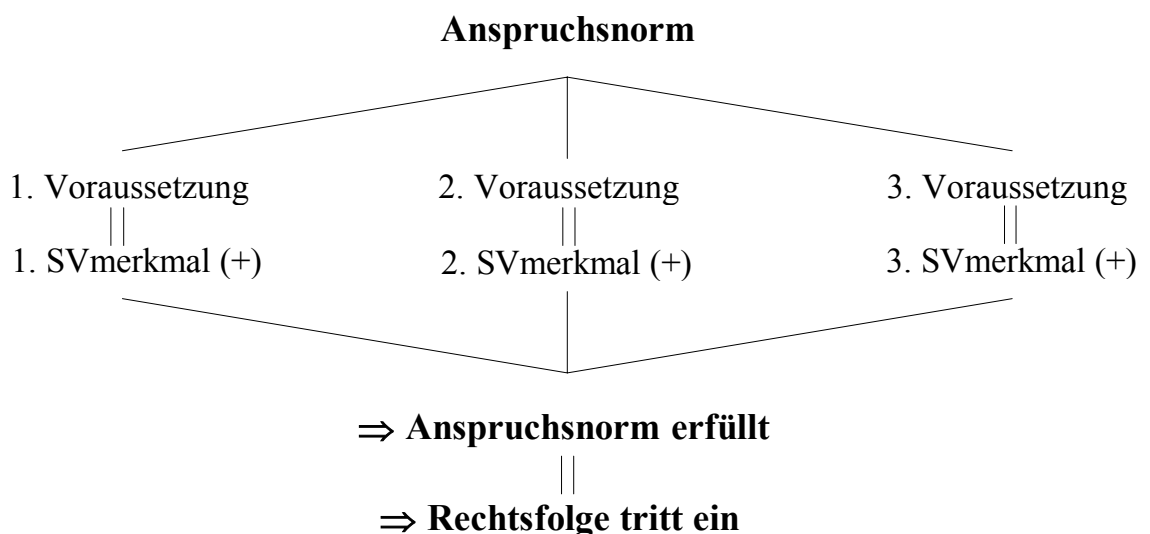 Anspruchsnorm
1. Voraussetzung 2. Voraussetzung 3. Voraussetzung
1. SVmerkmal (+) 2. SVmerkmal (+) 3. SVmerkmal (+)
⇒ Anspruchsnorm erfüllt
⇒ Rechtsfolge tritt ein